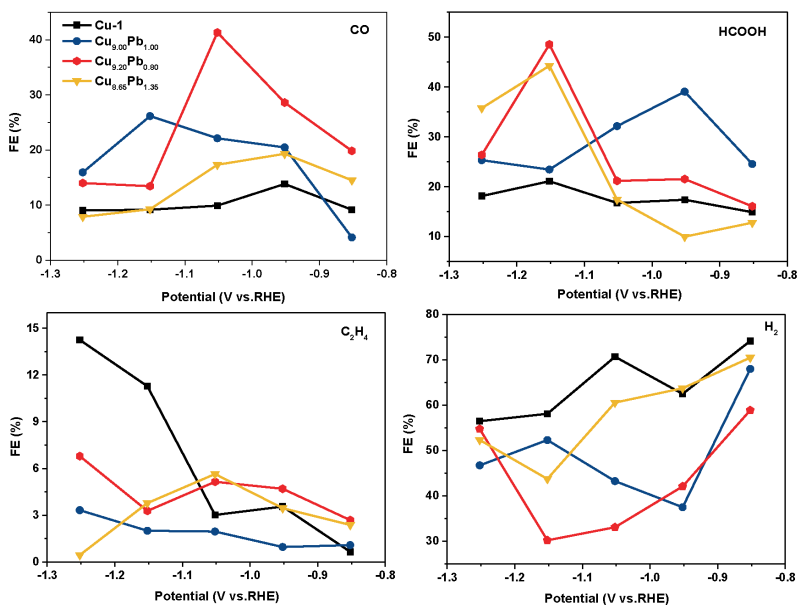 CO
Cu-1
Cu9.00Pb1.00
Cu9.20Pb0.80
Cu8.65Pb1.35
FE (%)
40
30
20
10
0
-1.3 -1.2 -1.1 -1.0 -0.9 -0.8
Potential (V vs.RHE)
HCOOH
FE (%)
50
40
30
20
10
-1.3 -1.2 -1.1 -1.0 -0.9 -0.8
Potential (V vs.RHE)
C2H4
FE (%)
15
12
9
6
3
0
-1.3 -1.2 -1.1 -1.0 -0.9 -0.8
Potential (V vs.RHE)
H2
FE (%)
80
70
60
50
40
30
-1.3 -1.2 -1.1 -1.0 -0.9 -0.8
Potential (V vs.RHE)